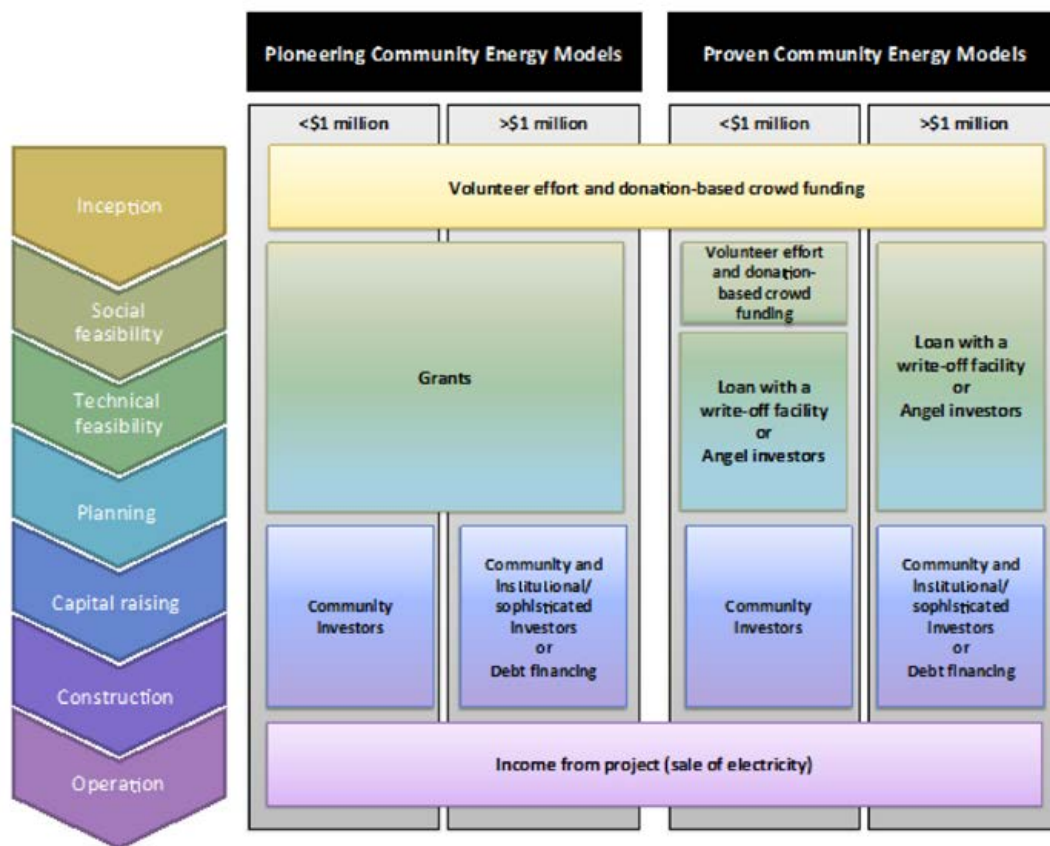 Pioneering Community Energy Models
Proven Community Energy Models
<$1 million
>$1 million
<$1 million
>$1 million
Inception
Social
feasibility
Technical
feasibility
Planning
Capital raising
Construction
Operation
Volunteer effort and donation-based crowd funding
Grants
Volunteer effort
and donation-
based crowd
funding
Loan with a
write-off facility
or
Angel investors
Loan with a
write-off facility
or
Angel investors
Community
Investors
Community and
Institutional/
sophisticated
Investors
or
Debt financing
Community
Investors
Community and
Institutional/
sophisticated
Investors
or
Debt financing
Income from project (sale of electricity)